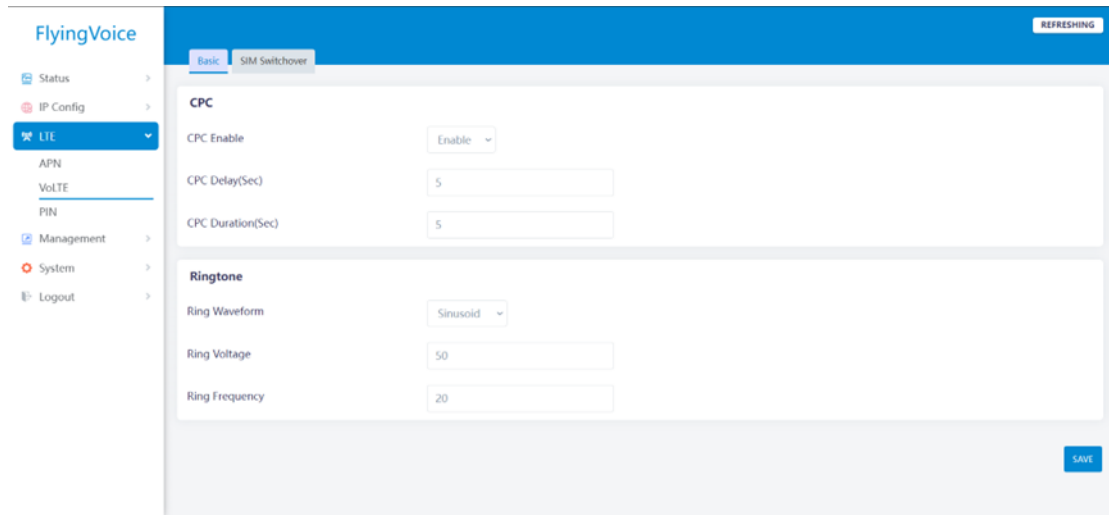 FlyingVoice
REFRESHING
Basic
SIM Switchover
Status
IP Config
LTE
APN
VoLTE
PIN
Management
System
Logout
CPC
CPC Enable
Enable
CPC Delay(Sec)
5
CPC Duration(Sec)
5
Ringtone
Ring Waveform
Sinusoid
Ring Voltage
50
Ring Frequency
20
SAVE